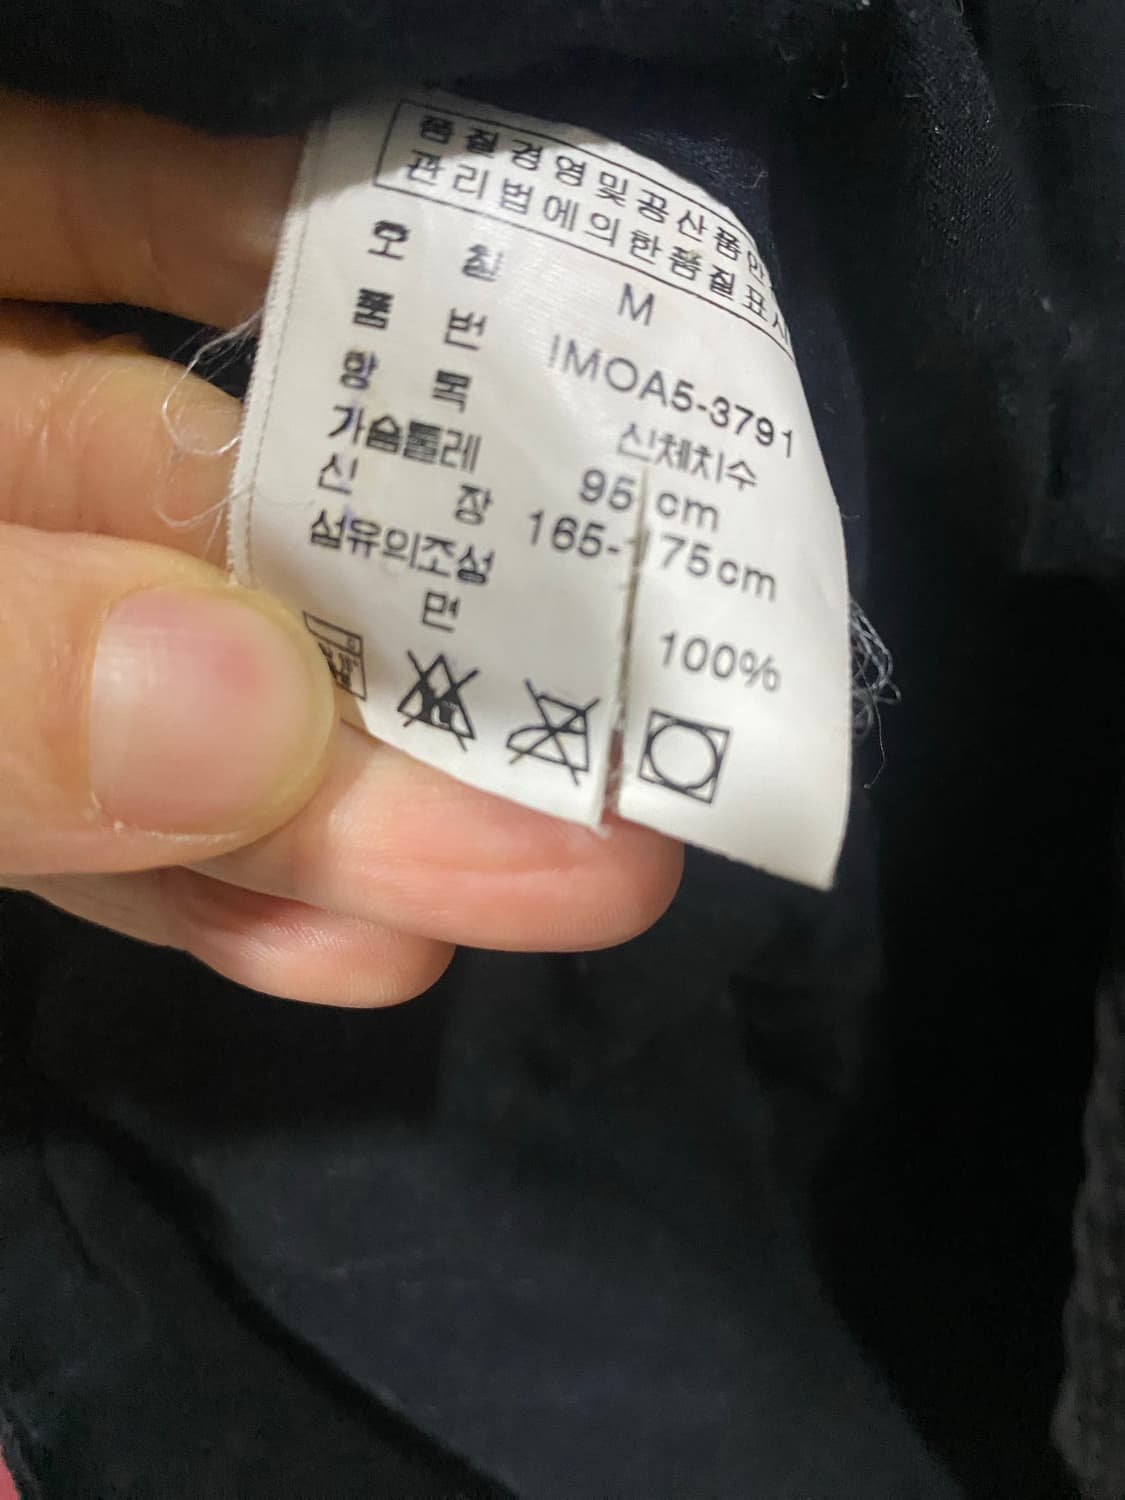 품질경영및공산품안
관리법에의한품질표시
호 칭 M
품 번 IMOA5-3791
항 목 신체치수
가슴둘레 95 cm
신 장 165-175cm
섬유의조성
면 100%